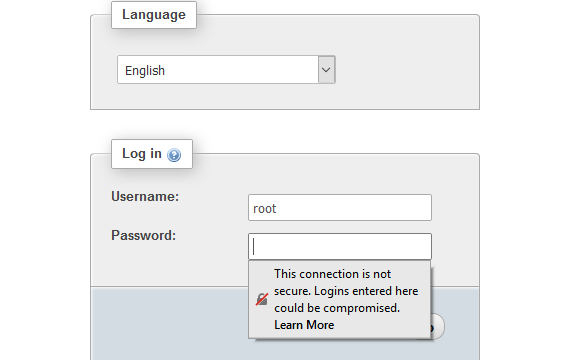 Language
English
Log in
Username:
root
Password:
This connection is not
secure. Logins entered here
could be compromised.
Learn More